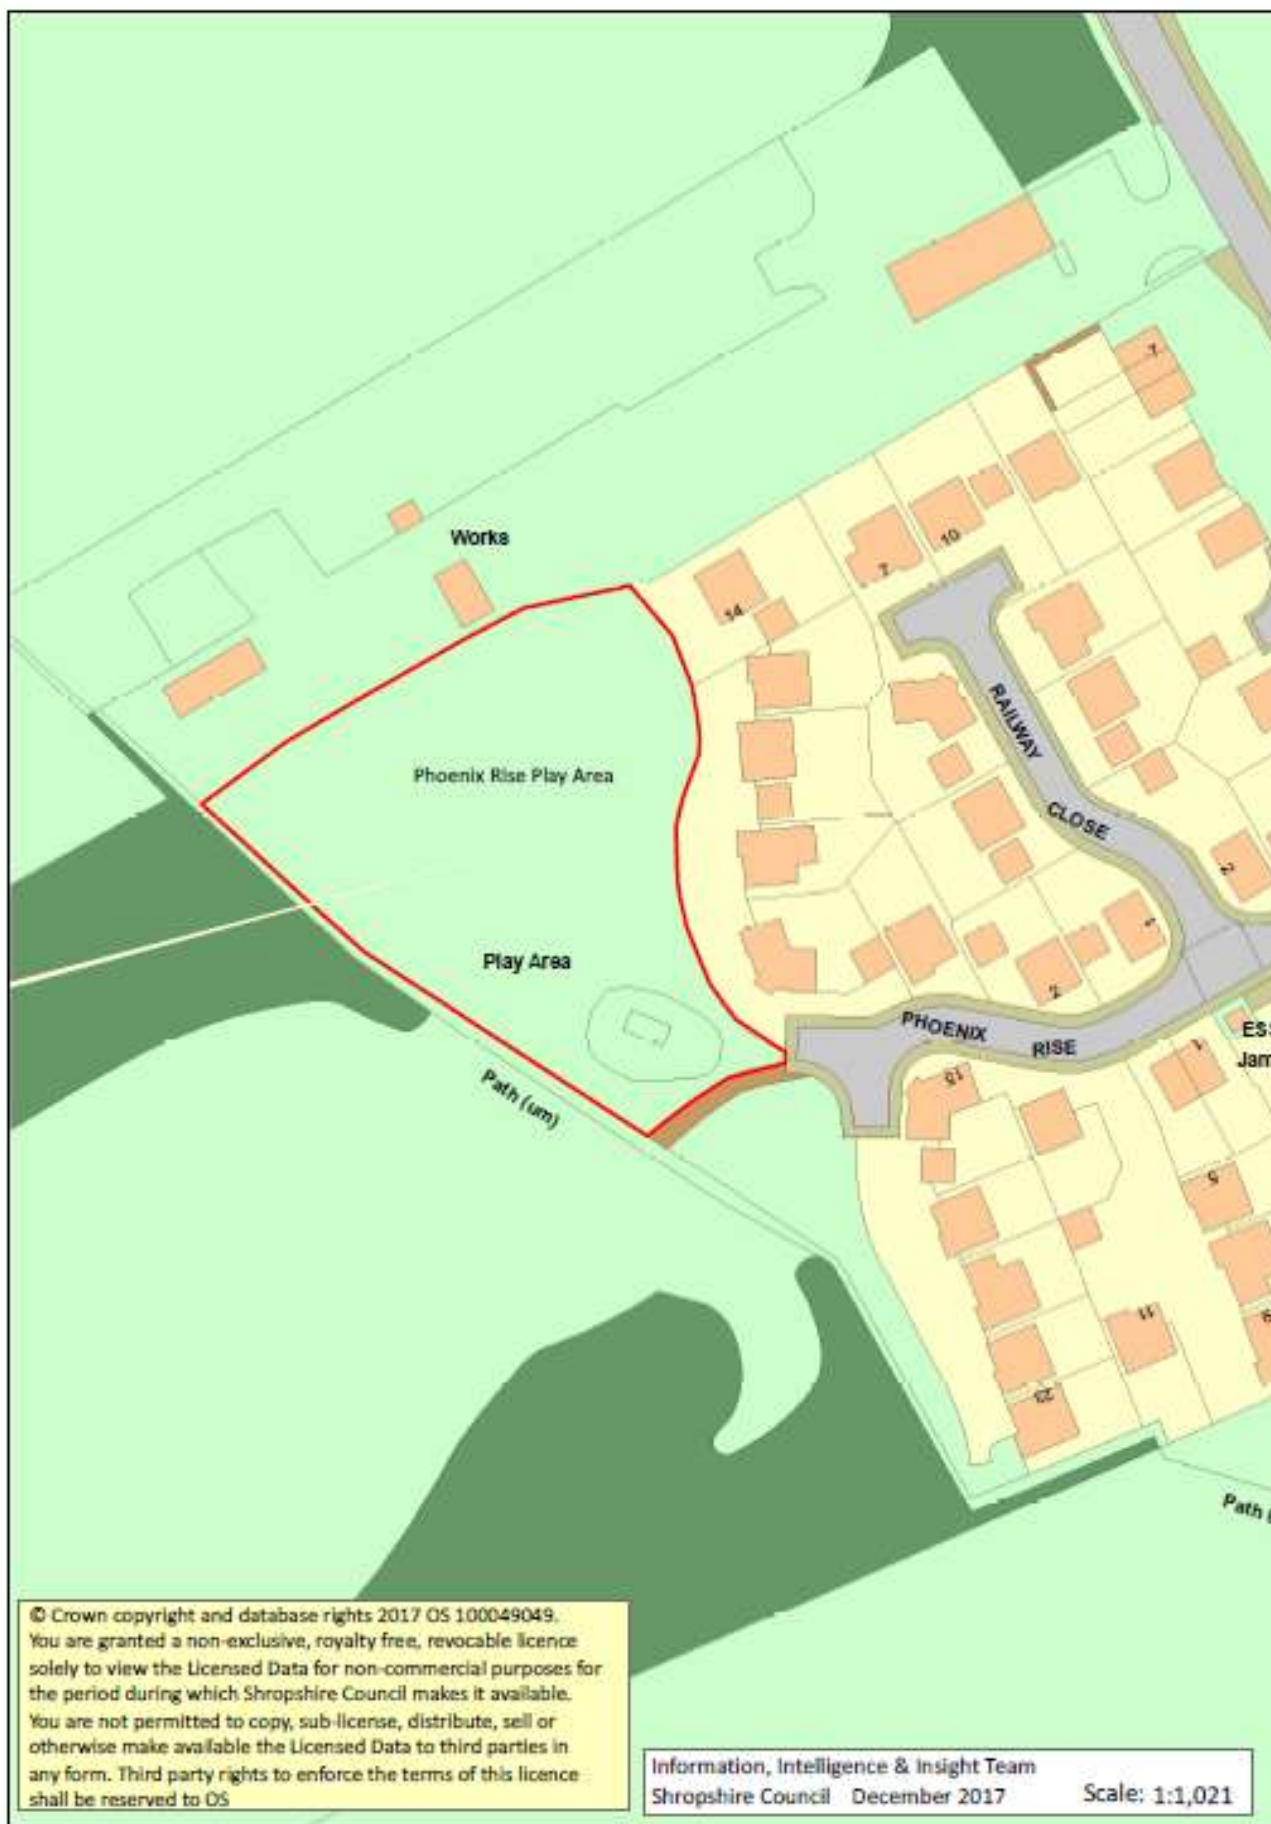 7
Works
10
7
14
RAILWAY
CLOSE
Phoenix Rise Play Area
2
1
Play Area
2
PHOENIX
RISE
ESS
Jam
1
15
Path (um)
5
11
9
23
Path (
© Crown copyright and database rights 2017 OS 100049049.
You are granted a non-exclusive, royalty free, revocable licence
solely to view the Licensed Data for non-commercial purposes for
the period during which Shropshire Council makes it available.
You are not permitted to copy, sub-license, distribute, sell or
otherwise make available the Licensed Data to third parties in
any form. Third party rights to enforce the terms of this licence
shall be reserved to OS
Information, Intelligence & Insight Team
Shropshire Council December 2017 Scale: 1:1,021